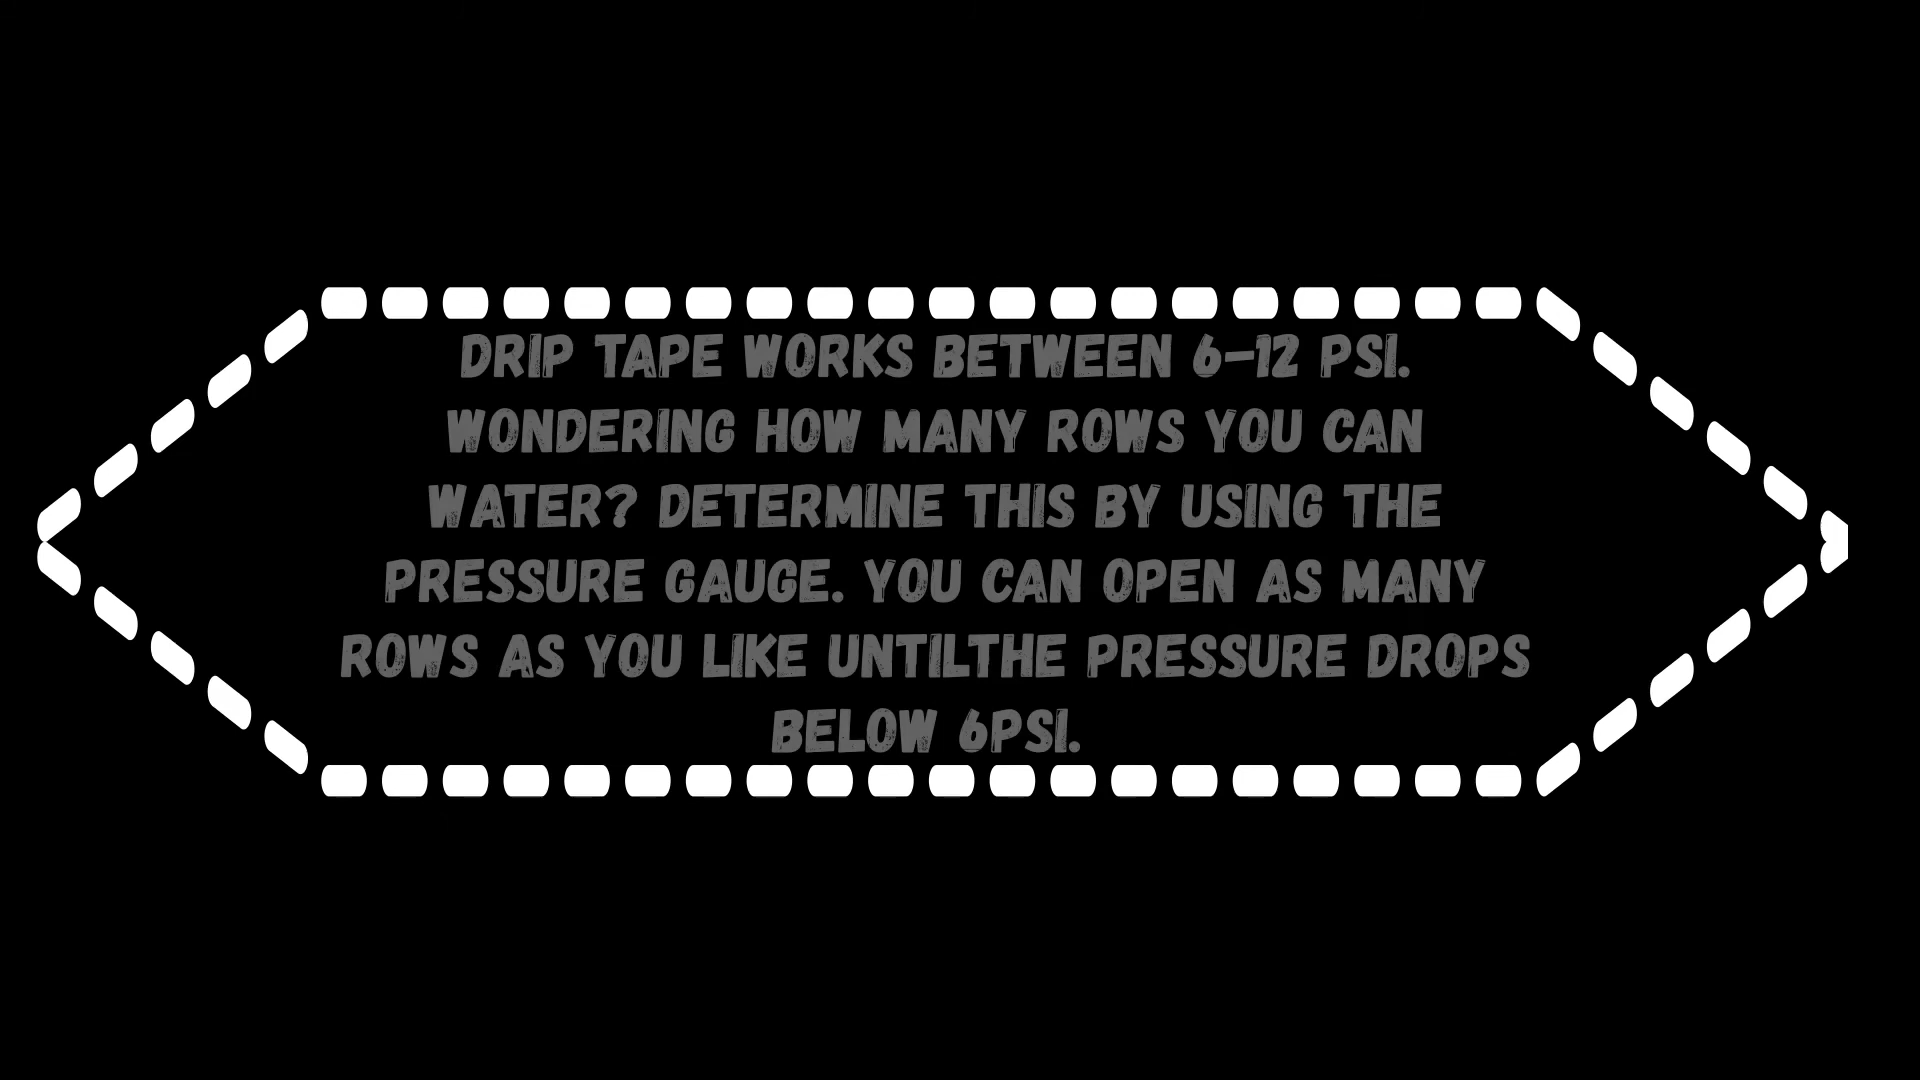 DRIP TAPE WORKS BETWEEN 6-12 PSI.
WONDERING HOW MANY ROWS YOU CAN
WATER? DETERMINE THIS BY USING THE
PRESSURE GAUGE. YOU CAN OPEN AS MANY
ROWS AS YOU LIKE UNTILTHE PRESSURE DROPS
BELOW 6PSI.